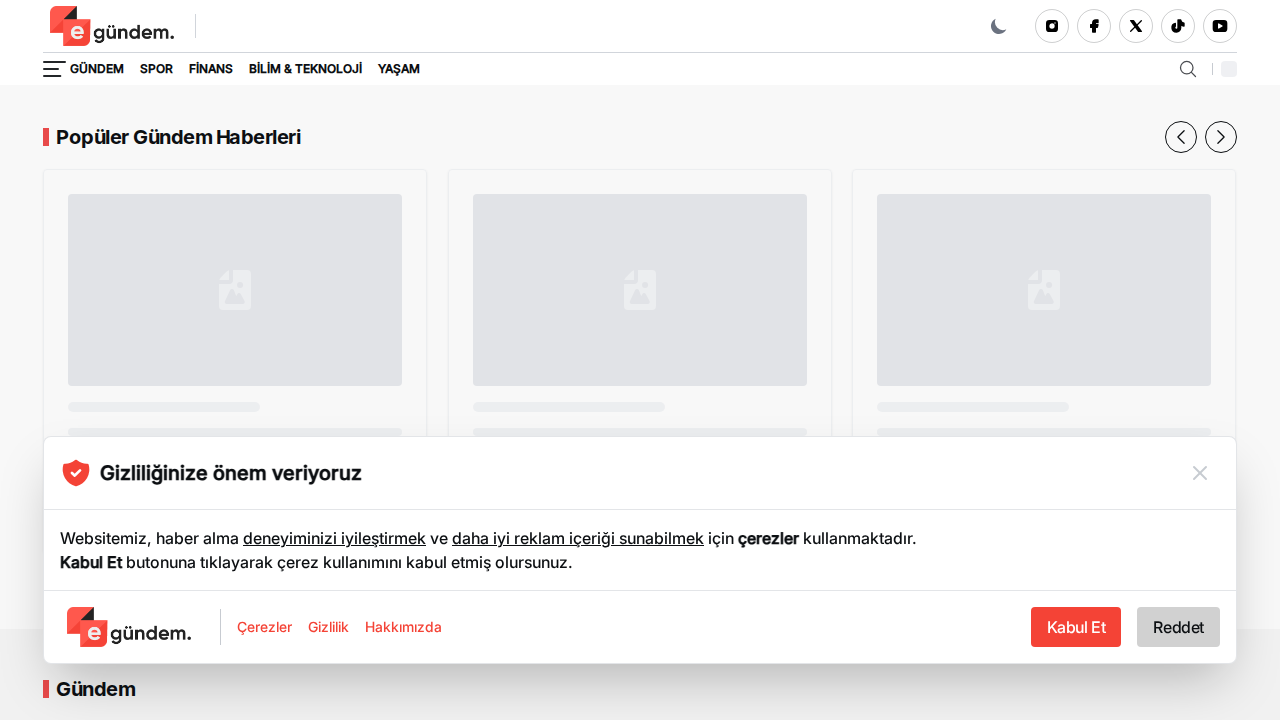 e gündem.
GÜNDEM SPOR FİNANS BİLİM & TEKNOLOJİ YAŞAM
Popüler Gündem Haberleri
Gizliliğinize önem veriyoruz
Websitemiz, haber alma deneyiminizi iyileştirmek ve daha iyi reklam içeriği sunabilmek için çerezler kullanmaktadır.
Kabul Et butonuna tıklayarak çerez kullanımını kabul etmiş olursunuz.
e gündem. Çerezler Gizlilik Hakkımızda Kabul Et Reddet
Gündem